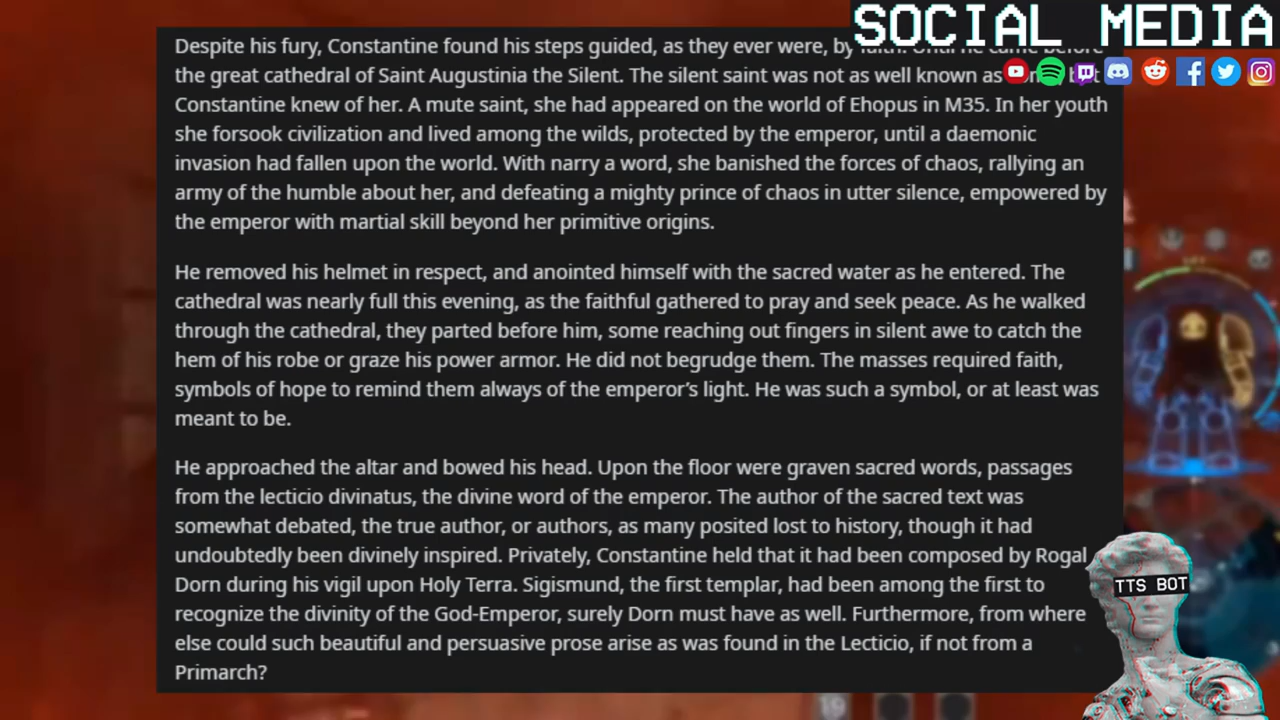 SOCIAL MEDIA
Despite his fury, Constantine found his steps guided, as they ever were, by
the great cathedral of Saint Augustinia the Silent. The silent saint was not as well known as
Constantine knew of her. A mute saint, she had appeared on the world of Ehopus in M35. In her youth
she forsook civilization and lived among the wilds, protected by the emperor, until a daemonic
invasion had fallen upon the world. With narry a word, she banished the forces of chaos, rallying an
army of the humble about her, and defeating a mighty prince of chaos in utter silence, empowered by
the emperor with martial skill beyond her primitive origins.
He removed his helmet in respect, and anointed himself with the sacred water as he entered. The
cathedral was nearly full this evening, as the faithful gathered to pray and seek peace. As he walked
through the cathedral, they parted before him, some reaching out fingers in silent awe to catch the
hem of his robe or graze his power armor. He did not begrudge them. The masses required faith,
symbols of hope to remind them always of the emperor's light. He was such a symbol, or at least was
meant to be.
He approached the altar and bowed his head. Upon the floor were graven sacred words, passages
from the lecticio divinatus, the divine word of the emperor. The author of the sacred text was
somewhat debated, the true author, or authors, as many posited lost to history, though it had
undoubtedly been divinely inspired. Privately, Constantine held that it had been composed by Rogal
Dorn during his vigil upon Holy Terra. Sigismund, the first templar, had been among the first to
recognize the divinity of the God-Emperor, surely Dorn must have as well. Furthermore, from where
else could such beautiful and persuasive prose arise as was found in the Lecticio, if not from a
Primarch?
TTS BOT
19